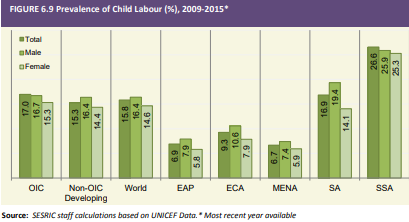 FIGURE 6.9 Prevalence of Child Labour (%), 2009-2015*
Total
Male
Female
17.0 16.7 15.3
15.3 16.4 14.4
15.8 16.4 14.6
6.9 7.9 5.8
9.3 10.6 7.9
6.7 7.4 5.9
16.9 19.4 14.1
26.6 25.9 25.3
OIC Non-OIC Developing World EAP ECA MENA SA SSA
Source: SESRIC staff calculations based on UNICEF Data.* Most recent year available